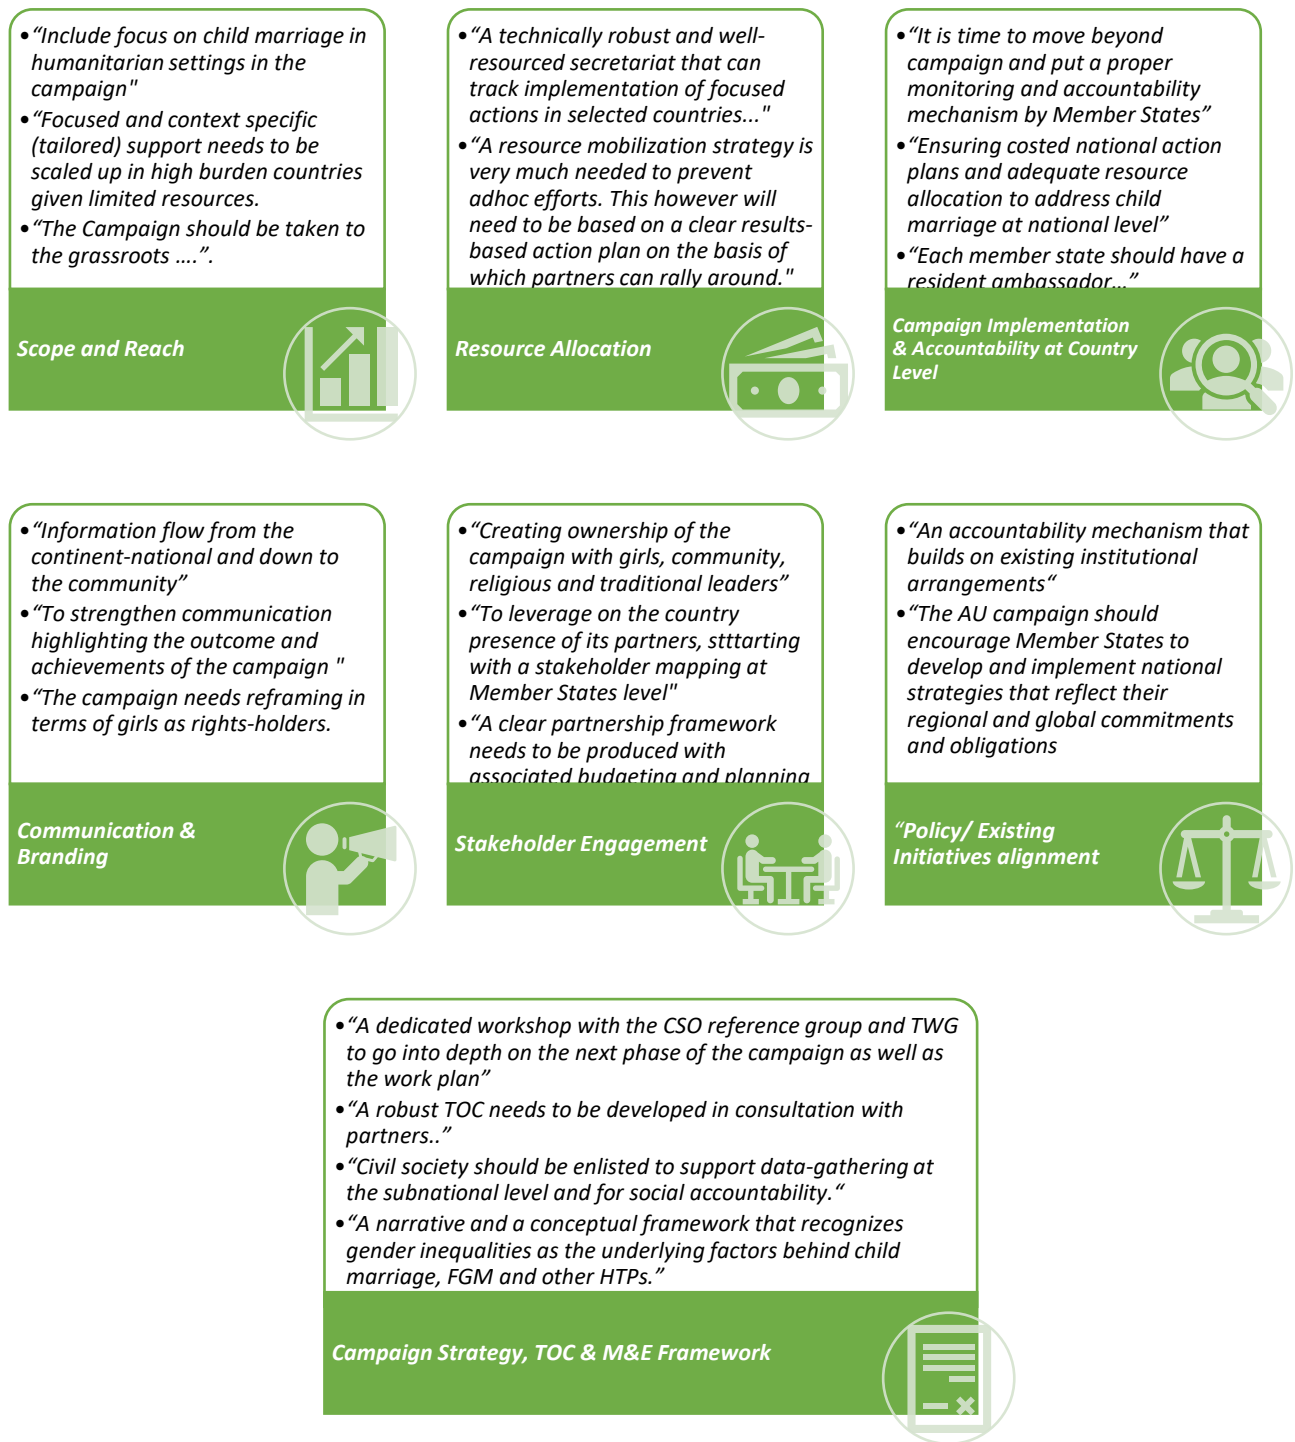 •“Include focus on child marriage in
humanitarian settings in the
campaign"
•“Focused and context specific
(tailored) support needs to be
scaled up in high burden countries
given limited resources.
•“The Campaign should be taken to
the grassroots ….”.
Scope and Reach
•“A technically robust and well-
resourced secretariat that can
track implementation of focused
actions in selected countries..."
•“A resource mobilization strategy is
very much needed to prevent
adhoc efforts. This however will
need to be based on a clear results-
based action plan on the basis of
which partners can rally around."
Resource Allocation
•“It is time to move beyond
campaign and put a proper
monitoring and accountability
mechanism by Member States”
•“Ensuring costed national action
plans and adequate resource
allocation to address child
marriage at national level”
•“Each member state should have a
resident ambassador…”
Campaign Implementation
& Accountability at Country
Level
•“Information flow from the
continent-national and down to
the community”
•“To strengthen communication
highlighting the outcome and
achievements of the campaign "
•“The campaign needs reframing in
terms of girls as rights-holders.
Communication &
Branding
•“Creating ownership of the
campaign with girls, community,
religious and traditional leaders”
•“To leverage on the country
presence of its partners, stttarting
with a stakeholder mapping at
Member States level"
•“A clear partnership framework
needs to be produced with
associated budgeting and planning
Stakeholder Engagement
•“An accountability mechanism that
builds on existing institutional
arrangements“
•“The AU campaign should
encourage Member States to
develop and implement national
strategies that reflect their
regional and global commitments
and obligations
“Policy/ Existing
Initiatives alignment
•“A dedicated workshop with the CSO reference group and TWG
to go into depth on the next phase of the campaign as well as
the work plan”
•“A robust TOC needs to be developed in consultation with
partners..”
•“Civil society should be enlisted to support data-gathering at
the subnational level and for social accountability.“
•“A narrative and a conceptual framework that recognizes
gender inequalities as the underlying factors behind child
marriage, FGM and other HTPs.”
Campaign Strategy, TOC & M&E Framework